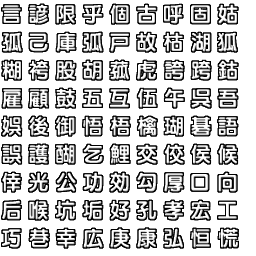 言諺限乎個古呼固姑
孤己庫弧戸故枯湖狐
糊袴股胡菰虎誇跨鈷
雇顧鼓五互伍午呉吾
娯後御悟梧檎瑚碁語
誤護醐乞鯉交佼侯候
倖光公功効勾厚口向
后喉坑垢好孔孝宏工
巧巷幸広庚康弘恒慌